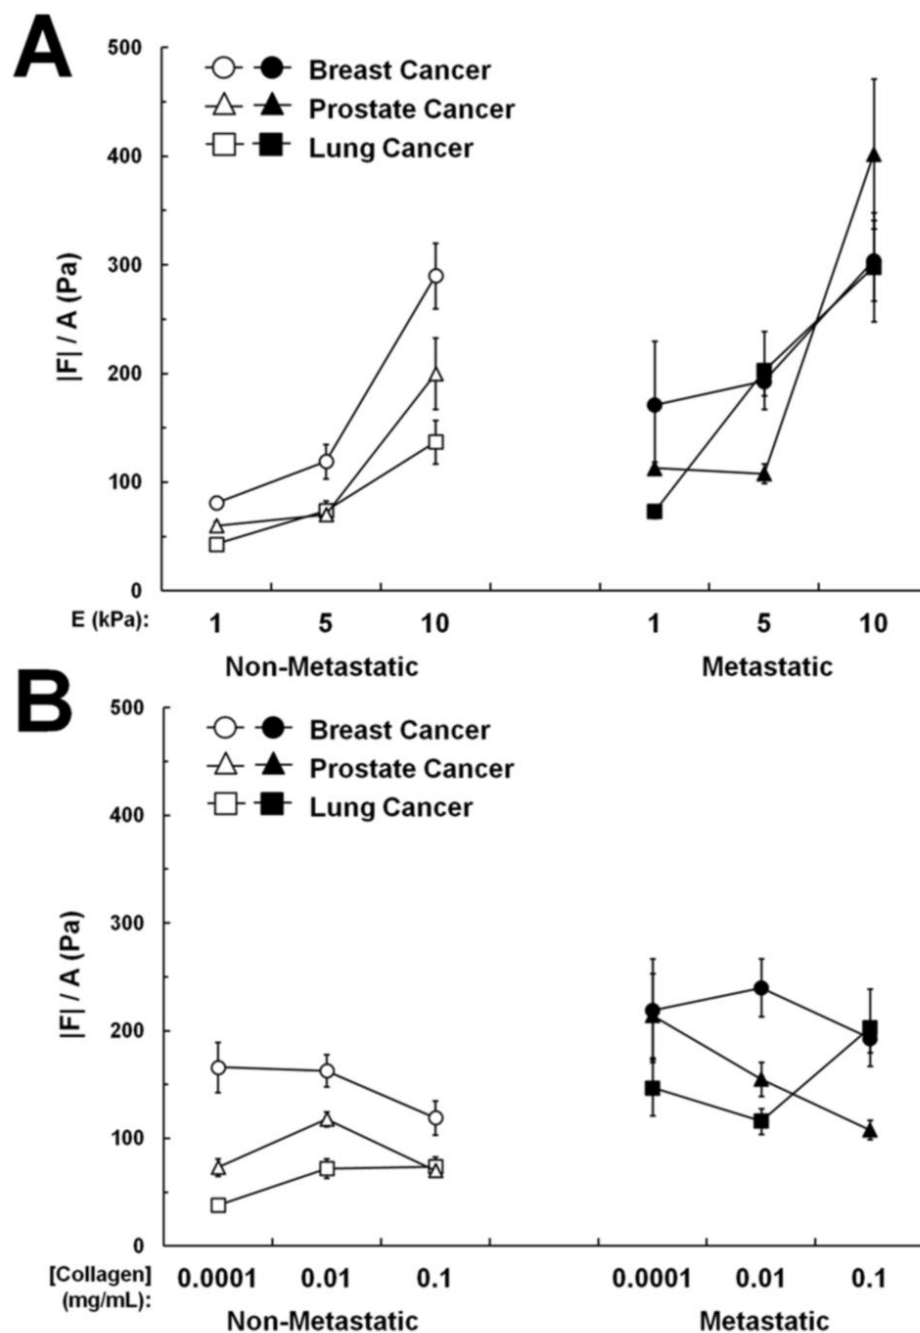 A
500
400
300
200
100
0
|F| / A (Pa)
Breast Cancer
Prostate Cancer
Lung Cancer
E (kPa):
1 5 10 1 5 10
Non-Metastatic Metastatic
B
500
400
300
200
100
0
|F| / A (Pa)
Breast Cancer
Prostate Cancer
Lung Cancer
[Collagen]
(mg/mL):
0.0001 0.01 0.1 0.0001 0.01 0.1
Non-Metastatic Metastatic